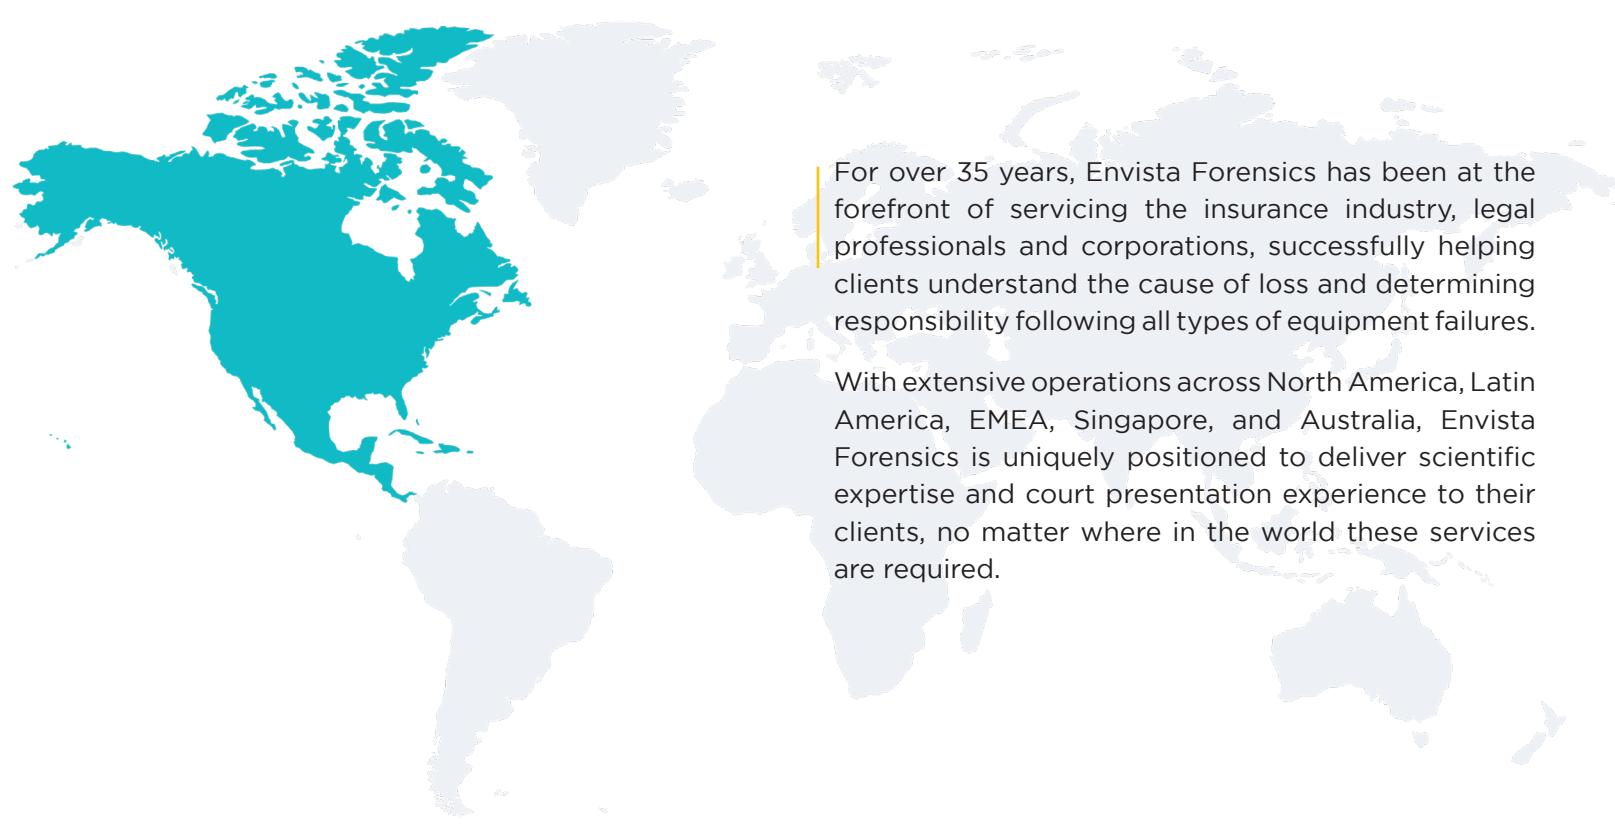 For over 35 years, Envista Forensics has been at the
forefront of servicing the insurance industry, legal
professionals and corporations, successfully helping
clients understand the cause of loss and determining
responsibility following all types of equipment failures.
With extensive operations across North America, Latin
America, EMEA, Singapore, and Australia, Envista
Forensics is uniquely positioned to deliver scientific
expertise and court presentation experience to their
clients, no matter where in the world these services
are required.